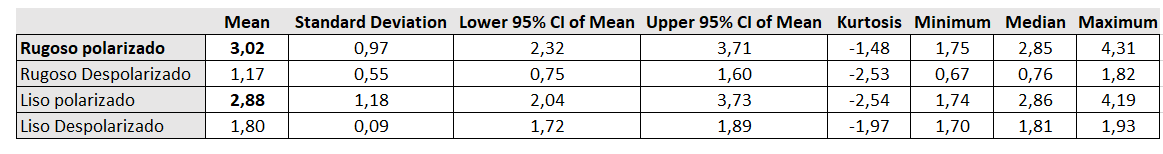 Mean Standard Deviation Lower 95% CI of Mean Upper 95% CI of Mean Kurtosis Minimum Median Maximum
Rugoso polarizado 3,02 0,97 2,32 3,71 -1,48 1,75 2,85 4,31
Rugoso Despolarizado 1,17 0,55 0,75 1,60 -2,53 0,67 0,76 1,82
Liso polarizado 2,88 1,18 2,04 3,73 -2,54 1,74 2,86 4,19
Liso Despolarizado 1,80 0,09 1,72 1,89 -1,97 1,70 1,81 1,93